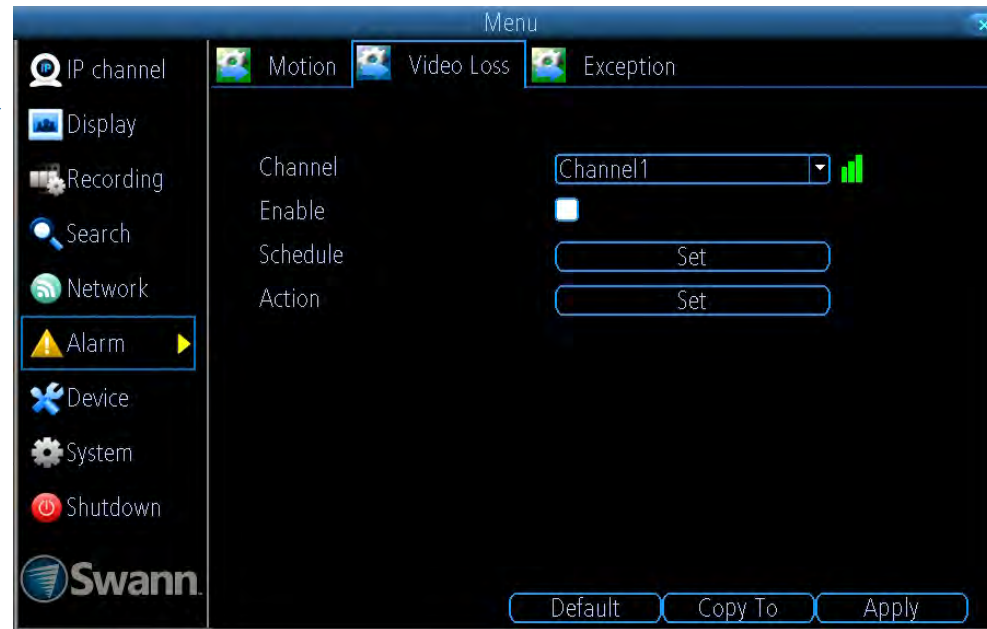 Menu
IP channel
Display
Recording
Search
Network
Alarm
Device
System
Shutdown
Swann
Motion
Video Loss
Exception
Channel
Channel1
Enable
Schedule
Set
Action
Set
Default
Copy To
Apply